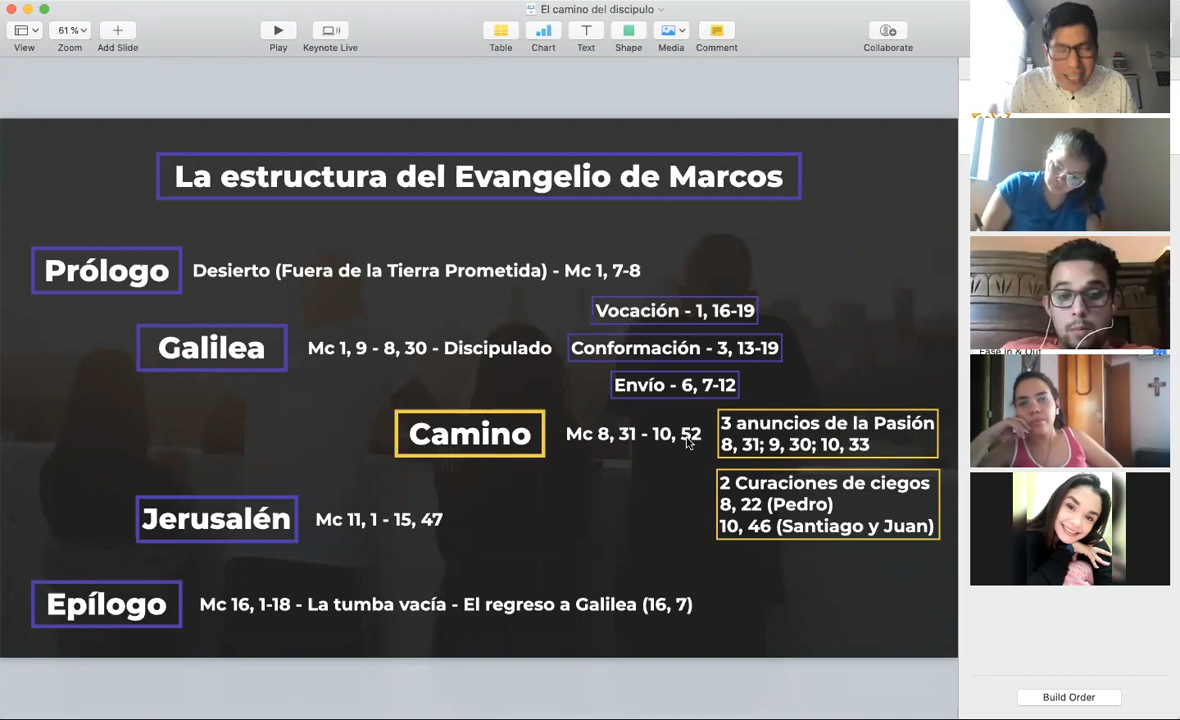 El camino del discipulo
61%
View
Zoom
Add Slide
Play
Keynote Live
Table
Chart
Text
Shape
Media
Comment
Collaborate
La estructura del Evangelio de Marcos
Prólogo
Desierto (Fuera de la Tierra Prometida) - Mc 1, 7-8
Vocación - 1, 16-19
Galilea
Mc 1, 9 - 8, 30 - Discipulado
Conformación - 3, 13-19
Envío - 6, 7-12
Camino
Mc 8, 31 - 10, 52
3 anuncios de la Pasión
8, 31; 9, 30; 10, 33
2 Curaciones de ciegos
8, 22 (Pedro)
10, 46 (Santiago y Juan)
Jerusalén
Mc 11, 1 - 15, 47
Epílogo
Mc 16, 1-18 - La tumba vacía - El regreso a Galilea (16, 7)
Ease In & Out
Build Order